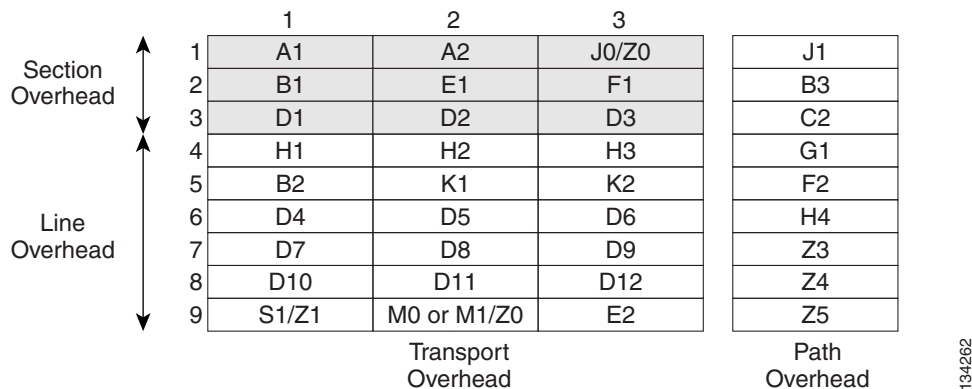 1 2 3
1 A1 A2 J0/Z0 J1
2 B1 E1 F1 B3
3 D1 D2 D3 C2
4 H1 H2 H3 G1
5 B2 K1 K2 F2
6 D4 D5 D6 H4
7 D7 D8 D9 Z3
8 D10 D11 D12 Z4
9 S1/Z1 M0 or M1/Z0 E2 Z5
Section
Overhead
Line
Overhead
Transport
Overhead
Path
Overhead
134262